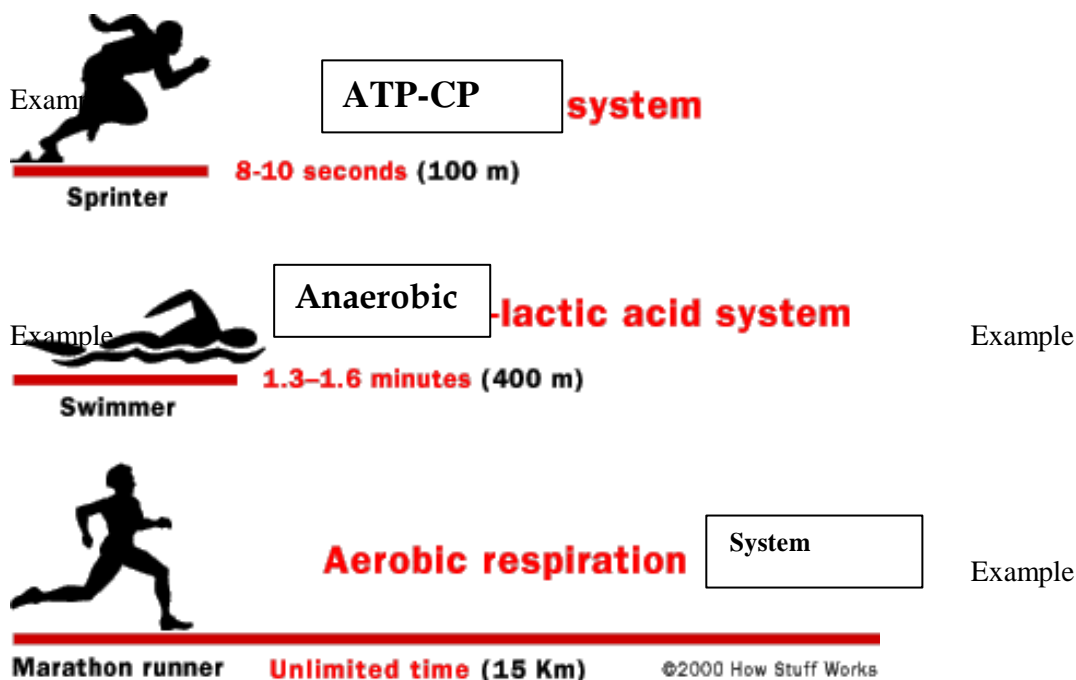 ATP-CP system
Example
8-10 seconds (100 m)
Sprinter
Anaerobic -lactic acid system
Example Example
1.3–1.6 minutes (400 m)
Swimmer
Aerobic respiration System
Example
Marathon runner Unlimited time (15 Km) ©2000 How Stuff Works